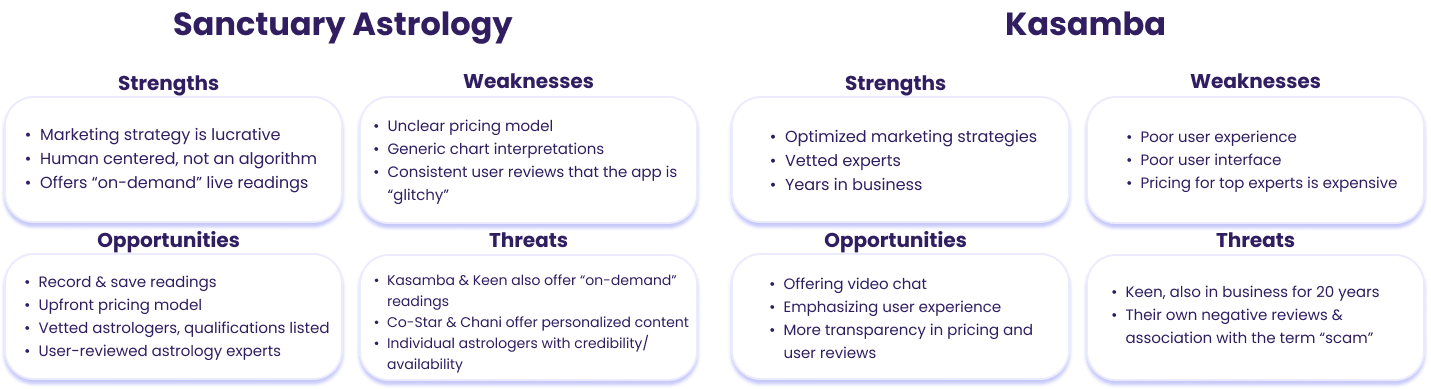 Sanctuary Astrology
Strengths
• Marketing strategy is lucrative
• Human centered, not an algorithm
• Offers “on-demand” live readings
Weaknesses
• Unclear pricing model
• Generic chart interpretations
• Consistent user reviews that the app is
“glitchy”
Opportunities
• Record & save readings
• Upfront pricing model
• Vetted astrologers, qualifications listed
• User-reviewed astrology experts
Threats
• Kasamba & Keen also offer “on-demand”
readings
• Co-Star & Chani offer personalized content
• Individual astrologers with credibility/
availability
Kasamba
Strengths
• Optimized marketing strategies
• Vetted experts
• Years in business
Weaknesses
• Poor user experience
• Poor user interface
• Pricing for top experts is expensive
Opportunities
• Offering video chat
• Emphasizing user experience
• More transparency in pricing and
user reviews
Threats
• Keen, also in business for 20 years
• Their own negative reviews &
association with the term “scam”